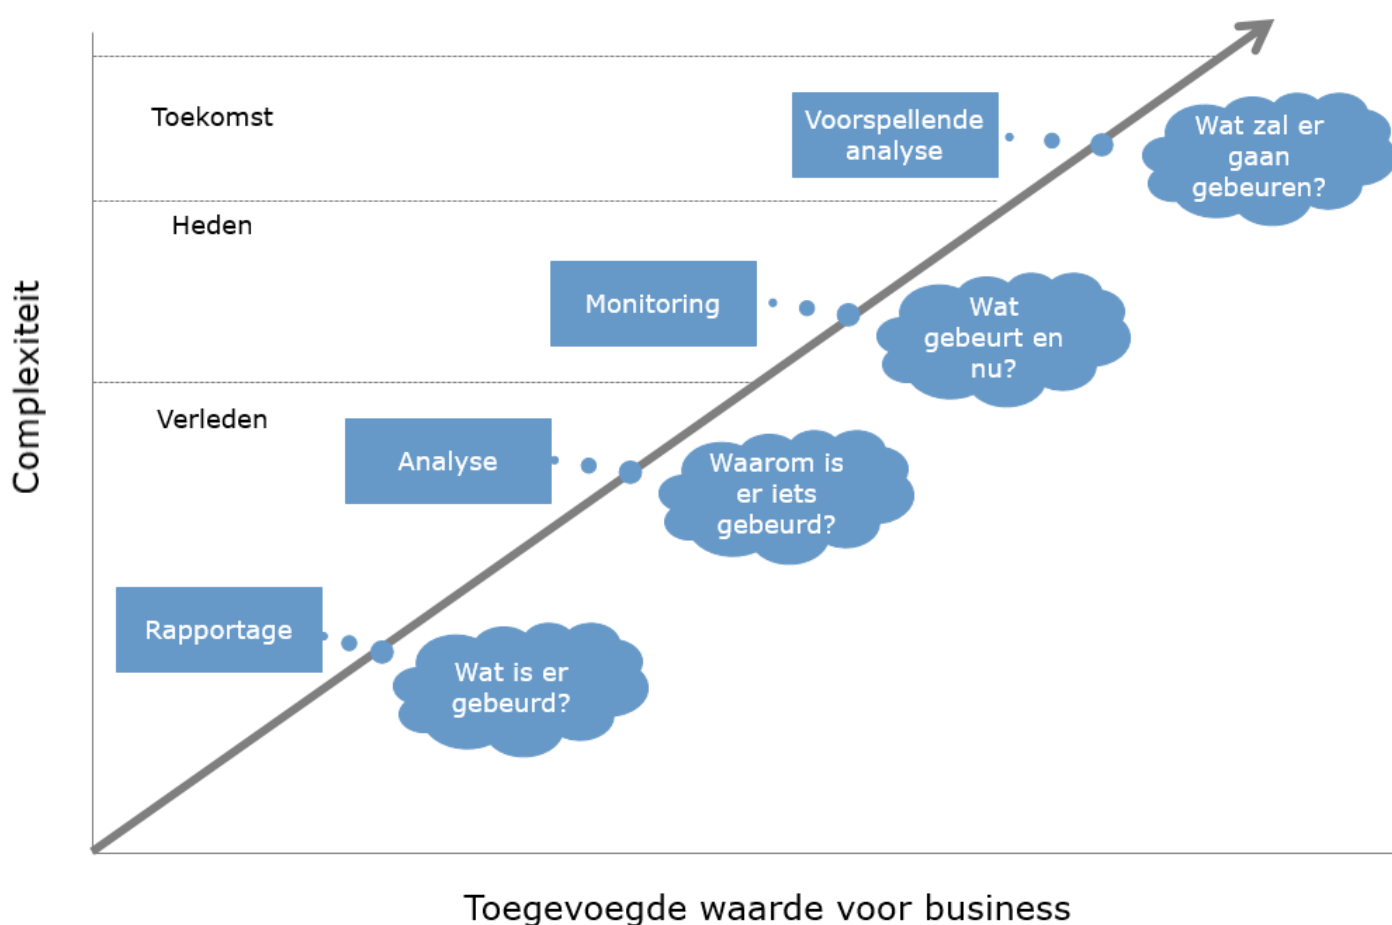 Toekomst
Voorspellende
analyse
Wat zal er
gaan
gebeuren?
Heden
Monitoring
Wat
gebeurt en
nu?
Complexiteit
Verleden
Analyse
Waarom is
er iets
gebeurd?
Rapportage
Wat is er
gebeurd?
Toegevoegde waarde voor business